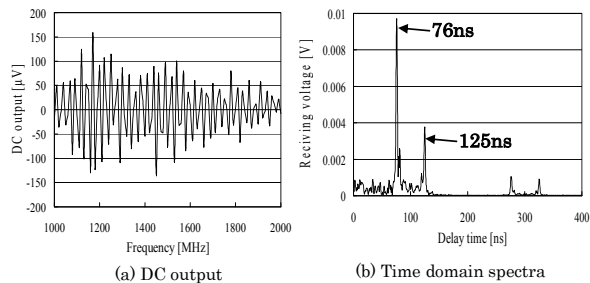 200
150
100
50
0
-50
-100
-150
-200
DC output [µV]
1000 1200 1400 1600 1800 2000
Frequency [MHz]
(a) DC output
0.01
0.008
0.006
0.004
0.002
0
Reciving voltage [V]
76ns
125ns
0 100 200 300 400
Delay time [ns]
(b) Time domain spectra